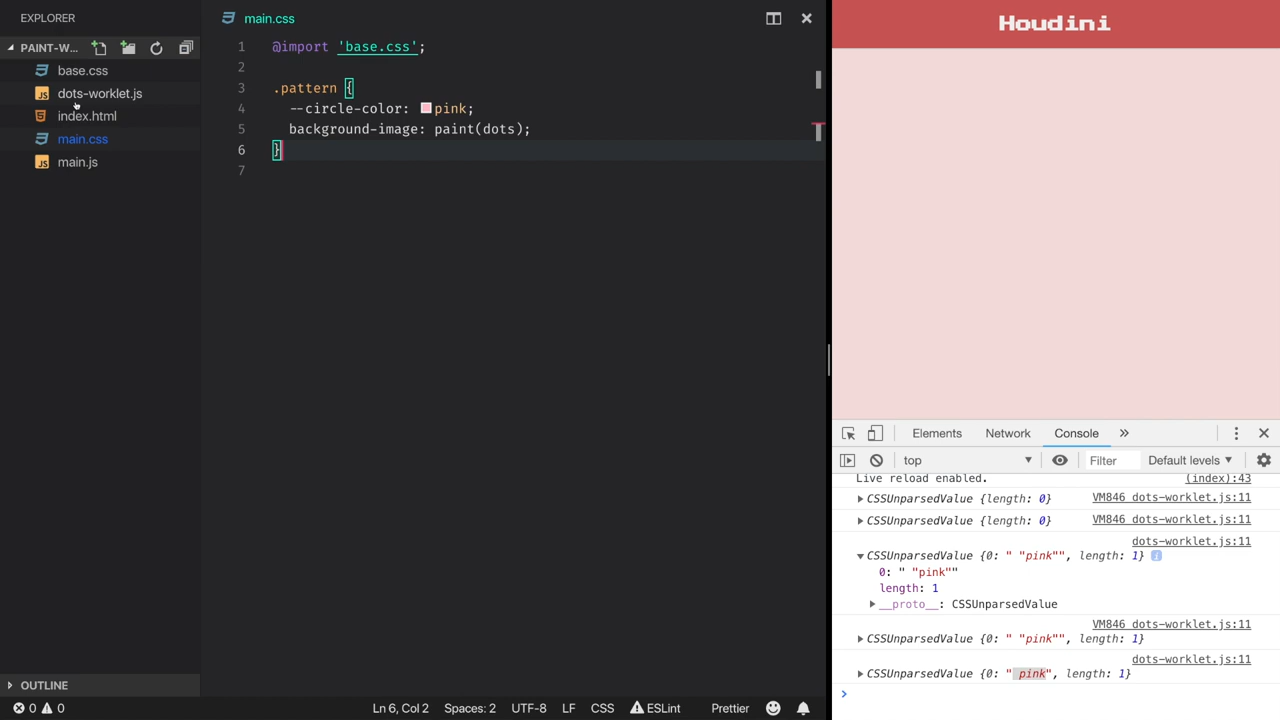 EXPLORER
PAINT-W...
base.css
dots-worklet.js
index.html
main.css
main.js
OUTLINE
0 0
main.css
1 @import 'base.css';
2
3 .pattern {
4 --circle-color: pink;
5 background-image: paint(dots);
6 }
7
Ln 6, Col 2 Spaces: 2 UTF-8 LF CSS ESLint Prettier
Houdini
Elements Network Console »
top Filter Default levels
Live reload enabled. (index):43
CSSUnparsedValue {length: 0} VM846 dots-worklet.js:11
CSSUnparsedValue {length: 0} VM846 dots-worklet.js:11
dots-worklet.js:11
CSSUnparsedValue {0: " "pink"", length: 1}
0: " "pink""
length: 1
__proto__: CSSUnparsedValue
VM846 dots-worklet.js:11
CSSUnparsedValue {0: " "pink"", length: 1}
dots-worklet.js:11
CSSUnparsedValue {0: " pink", length: 1}